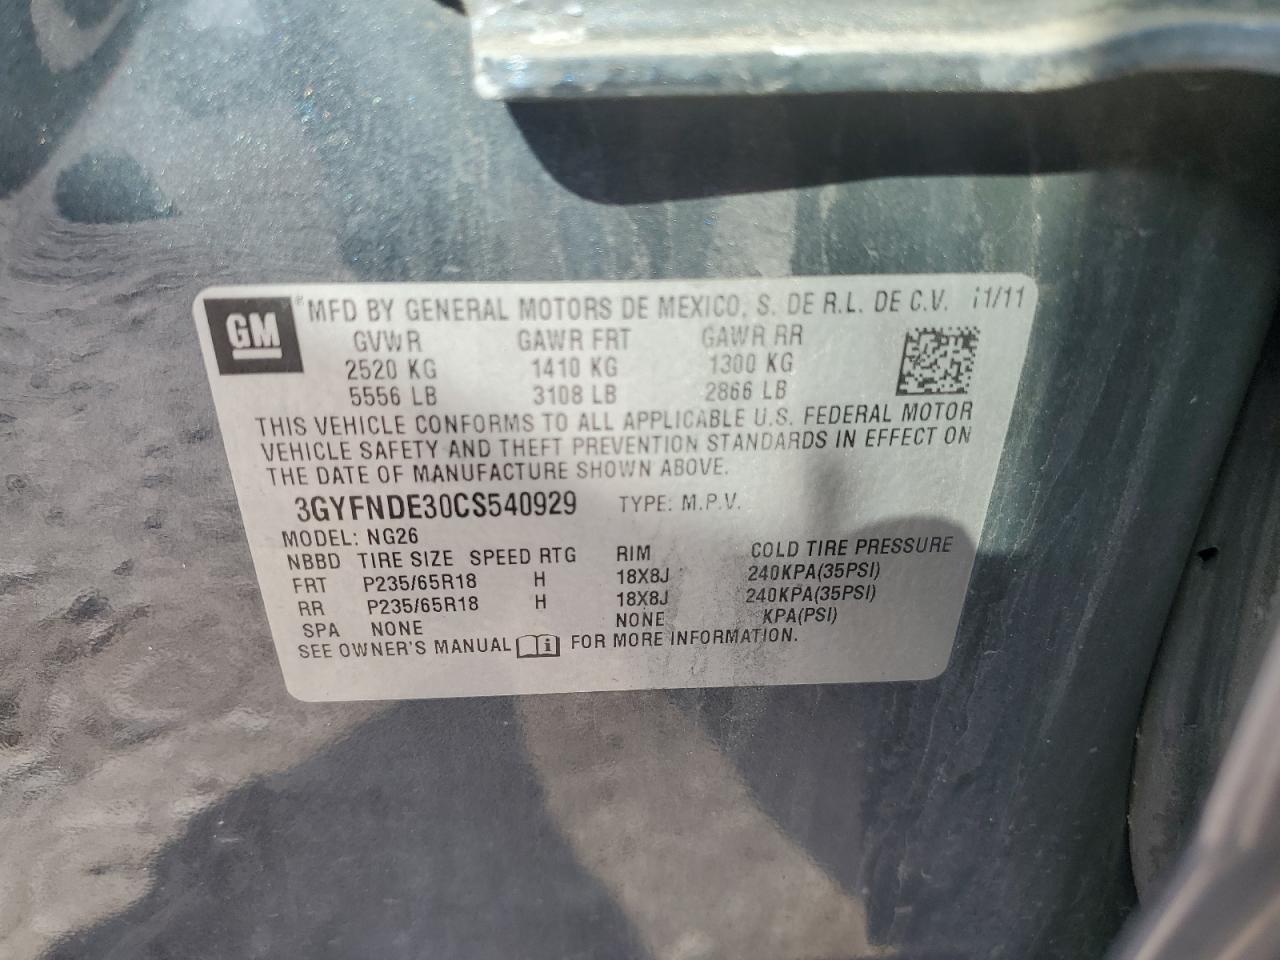 GM ® MFD BY GENERAL MOTORS DE MEXICO, S. DE R.L. DE C.V. 11/11
GVWR GAWR FRT GAWR RR
2520 KG 1410 KG 1300 KG
5556 LB 3108 LB 2866 LB
THIS VEHICLE CONFORMS TO ALL APPLICABLE U.S. FEDERAL MOTOR
VEHICLE SAFETY AND THEFT PREVENTION STANDARDS IN EFFECT ON
THE DATE OF MANUFACTURE SHOWN ABOVE.
3GYFNDE30CS540929 TYPE: M.P.V.
MODEL: NG26
NBBD TIRE SIZE SPEED RTG RIM COLD TIRE PRESSURE
FRT P235/65R18 H 18X8J 240KPA(35PSI)
RR P235/65R18 H 18X8J 240KPA(35PSI)
SPA NONE NONE KPA(PSI)
SEE OWNER'S MANUAL i FOR MORE INFORMATION.